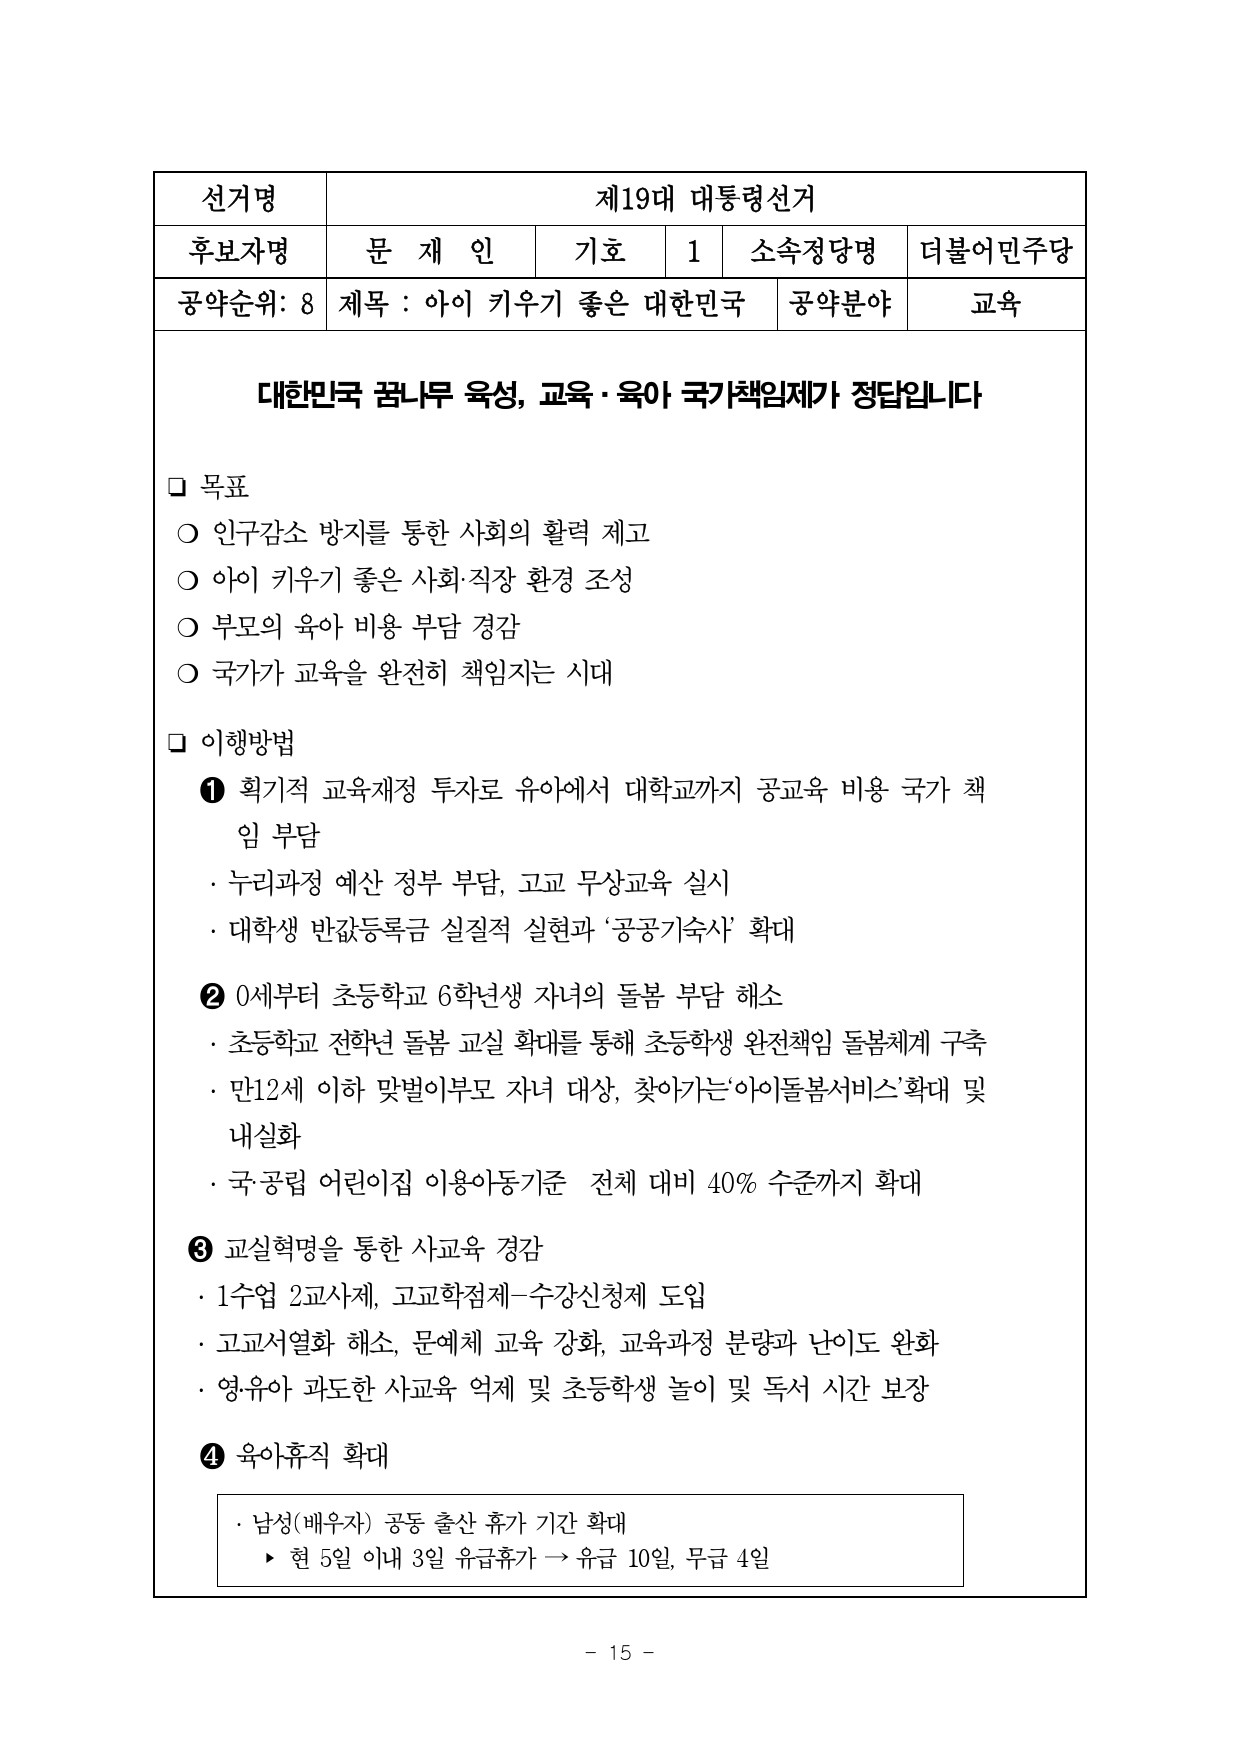 선거명 제19대 대통령선거
후보자명 문 재 인 기호 1 소속정당명 더불어민주당
공약순위: 8 제목 : 아이 키우기 좋은 대한민국 공약분야 교육
대한민국 꿈나무 육성, 교육·육아 국가책임제가 정답입니다
❏ 목표
❍ 인구감소 방지를 통한 사회의 활력 제고
❍ 아이 키우기 좋은 사회·직장 환경 조성
❍ 부모의 육아 비용 부담 경감
❍ 국가가 교육을 완전히 책임지는 시대
❏ 이행방법
❶ 획기적 교육재정 투자로 유아에서 대학교까지 공교육 비용 국가 책
임 부담
· 누리과정 예산 정부 부담, 고교 무상교육 실시
· 대학생 반값등록금 실질적 실현과 ‘공공기숙사’ 확대
❷ 0세부터 초등학교 6학년생 자녀의 돌봄 부담 해소
· 초등학교 전학년 돌봄 교실 확대를 통해 초등학생 완전책임 돌봄체계 구축
· 만12세 이하 맞벌이부모 자녀 대상, 찾아가는‘아이돌봄서비스’확대 및
내실화
· 국·공립 어린이집 이용아동기준 전체 대비 40% 수준까지 확대
❸ 교실혁명을 통한 사교육 경감
· 1수업 2교사제, 고교학점제–수강신청제 도입
· 고교서열화 해소, 문예체 교육 강화, 교육과정 분량과 난이도 완화
· 영·유아 과도한 사교육 억제 및 초등학생 놀이 및 독서 시간 보장
❹ 육아휴직 확대
· 남성(배우자) 공동 출산 휴가 기간 확대
▸ 현 5일 이내 3일 유급휴가 → 유급 10일, 무급 4일
- 15 -